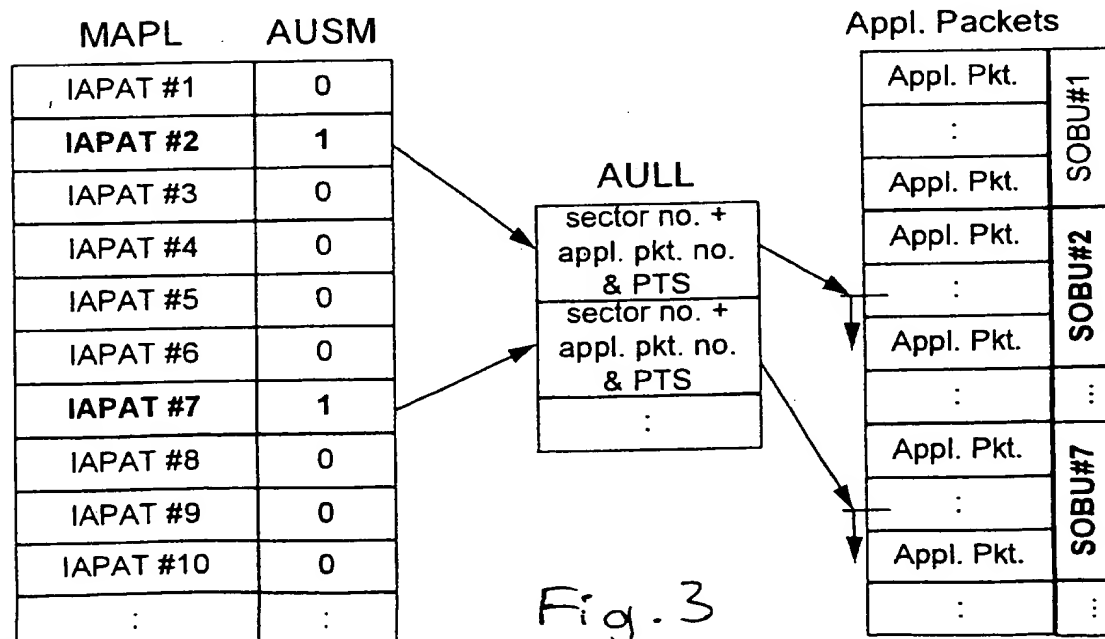 MAPL AUSM
IAPAT #1 0
IAPAT #2 1
IAPAT #3 0
IAPAT #4 0
IAPAT #5 0
IAPAT #6 0
IAPAT #7 1
IAPAT #8 0
IAPAT #9 0
IAPAT #10 0
: :
AULL
sector no. +
appl. pkt. no.
& PTS
sector no. +
appl. pkt. no.
& PTS
:
Appl. Packets
Appl. Pkt.
:
Appl. Pkt.
SOBU#1
Appl. Pkt.
:
Appl. Pkt.
SOBU#2
: ...
Appl. Pkt.
:
Appl. Pkt.
SOBU#7
: ...
Fig. 3